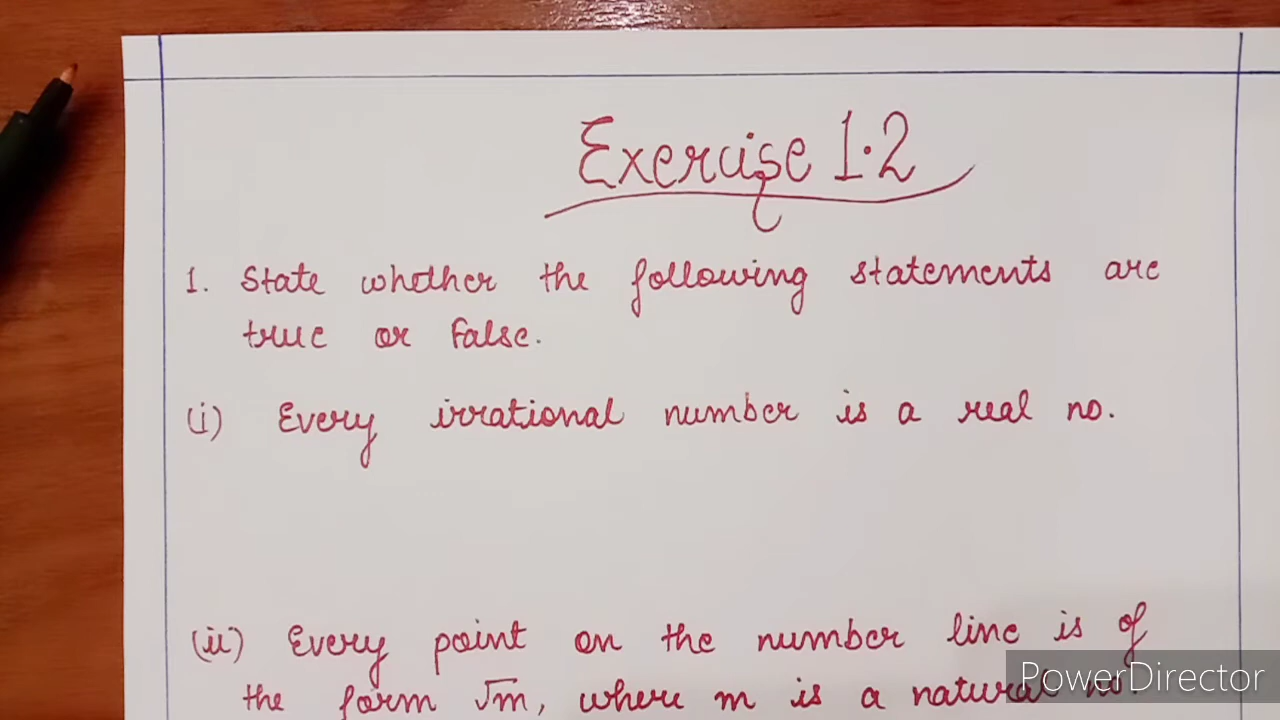 Exercise 1.2
1. State whether the following statements are
true or false.
(i) Every irrational number is a real no.
(ii) Every point on the number line is of
the form √m, where m is a natural no.
PowerDirector